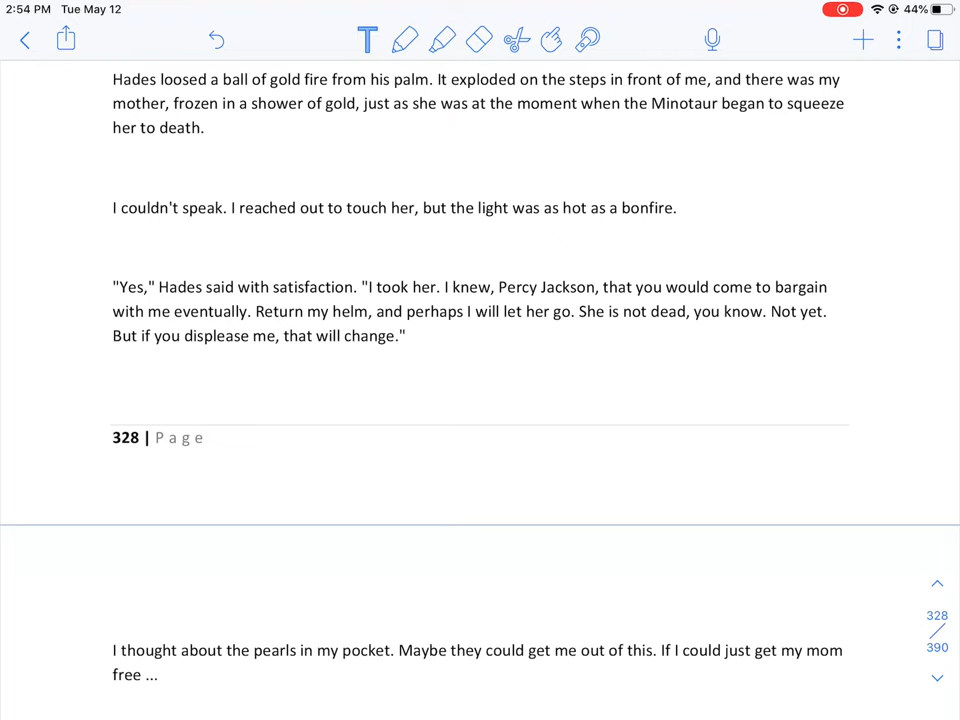 2:54 PM Tue May 12 44%
Hades loosed a ball of gold fire from his palm. It exploded on the steps in front of me, and there was my
mother, frozen in a shower of gold, just as she was at the moment when the Minotaur began to squeeze
her to death.
I couldn't speak. I reached out to touch her, but the light was as hot as a bonfire.
"Yes," Hades said with satisfaction. "I took her. I knew, Percy Jackson, that you would come to bargain
with me eventually. Return my helm, and perhaps I will let her go. She is not dead, you know. Not yet.
But if you displease me, that will change."
328 | P a g e
328
390
I thought about the pearls in my pocket. Maybe they could get me out of this. If I could just get my mom
free ...